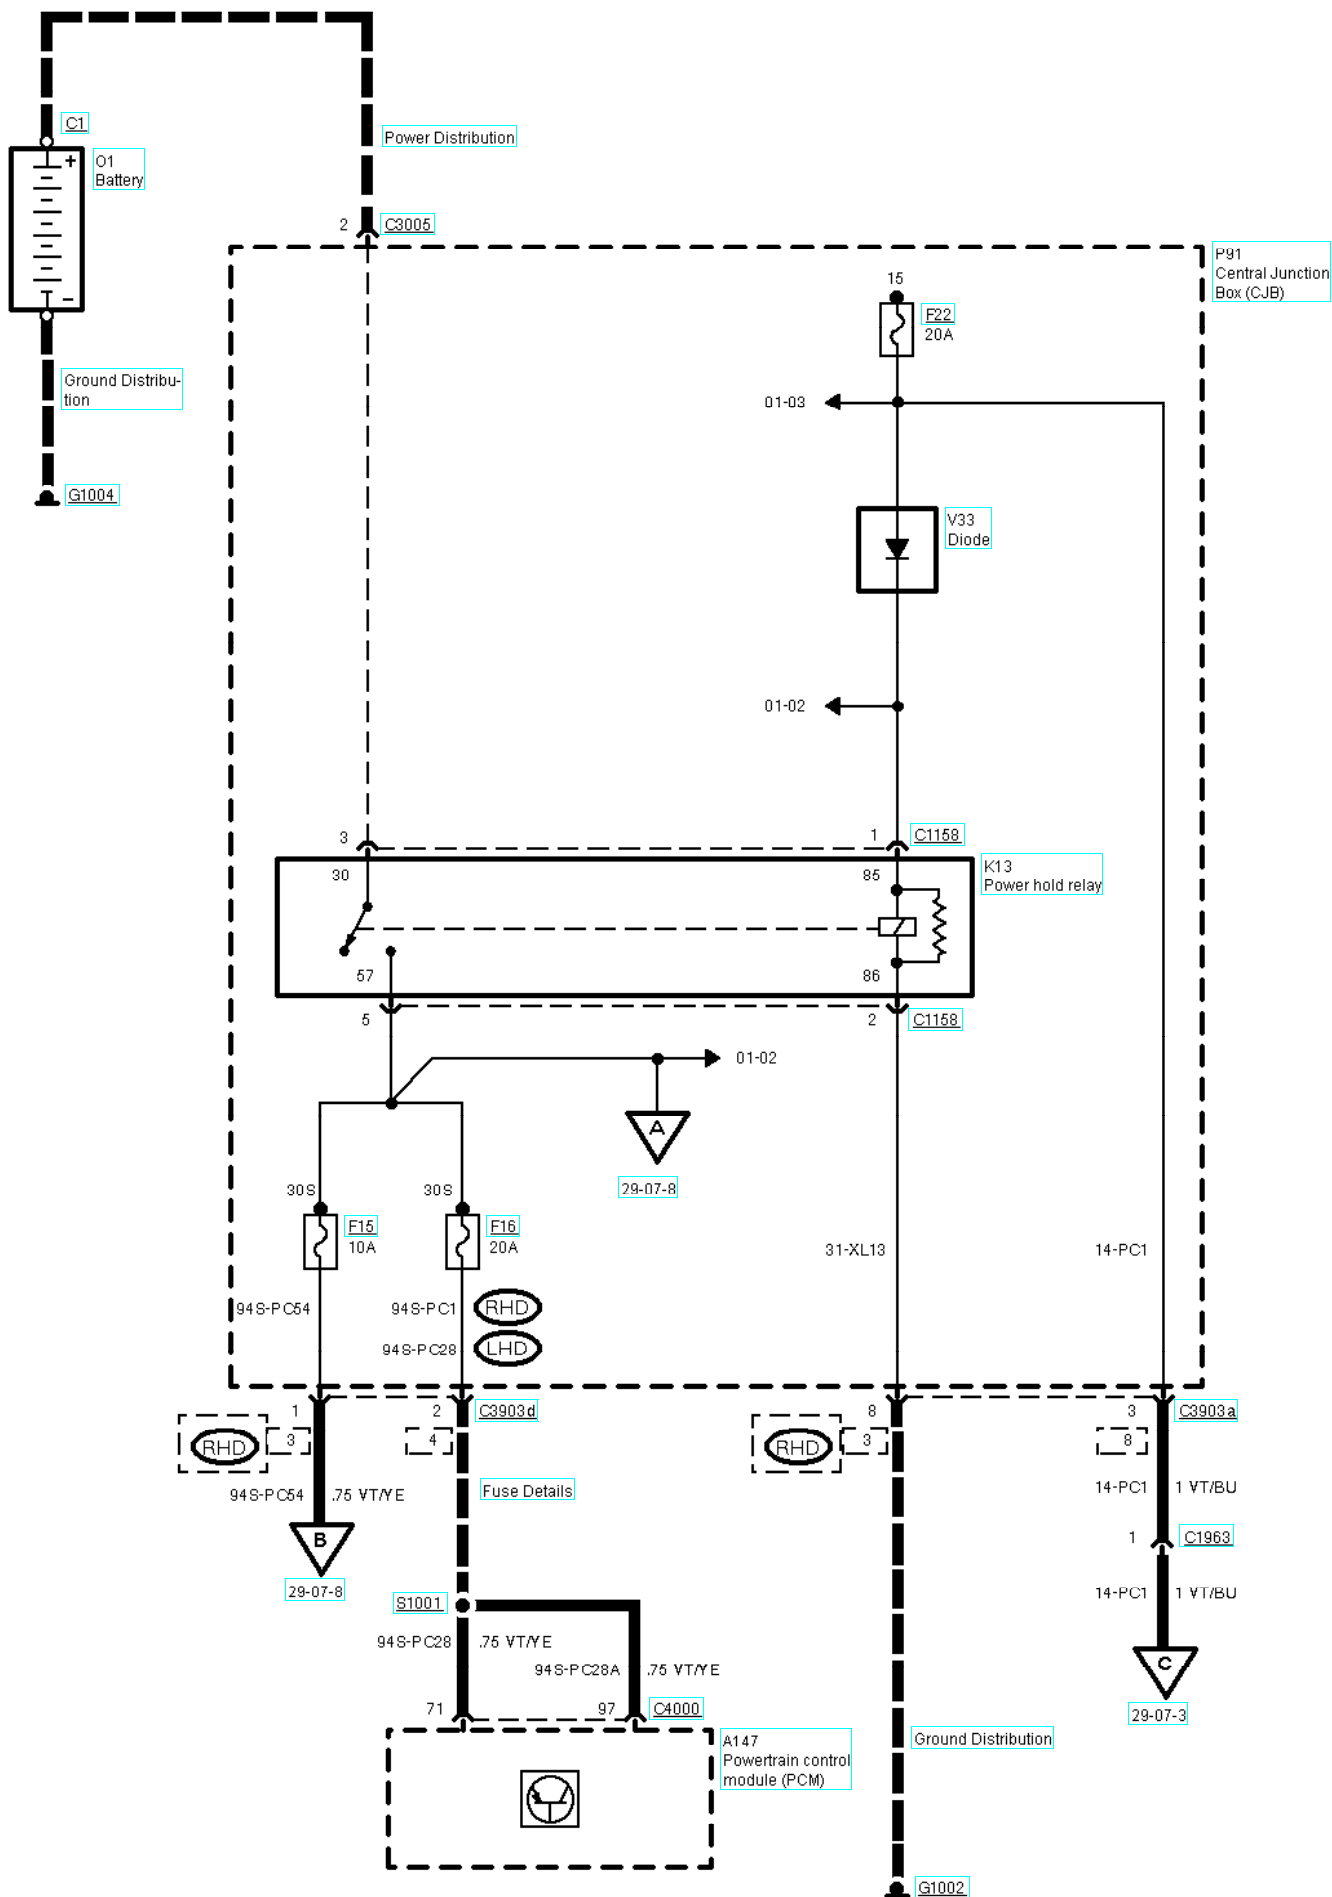 C1
+
O1
Battery
−
Power Distribution
2
C3005
Ground Distribu-
tion
G1004
P91
Central Junction
Box (CJB)
15
F22
20A
01-03
V33
Diode
01-02
3
1
C1158
K13
Power hold relay
30
85
57
86
5
2
C1158
01-02
A
29-07-8
30S
30S
F15
10A
F16
20A
31-XL13
14-PC1
94S-PC54
94S-PC1
RHD
94S-PC28
LHD
1
2
C3903d
8
3
C3903a
RHD
3
4
RHD
3
8
94S-PC54
.75 VT/YE
Fuse Details
14-PC1
1 VT/BU
B
29-07-8
1
C1963
14-PC1
1 VT/BU
S1001
94S-PC28
.75 VT/YE
94S-PC28A
.75 VT/YE
C
29-07-3
71
97
C4000
A147
Powertrain control
module (PCM)
Ground Distribution
G1002